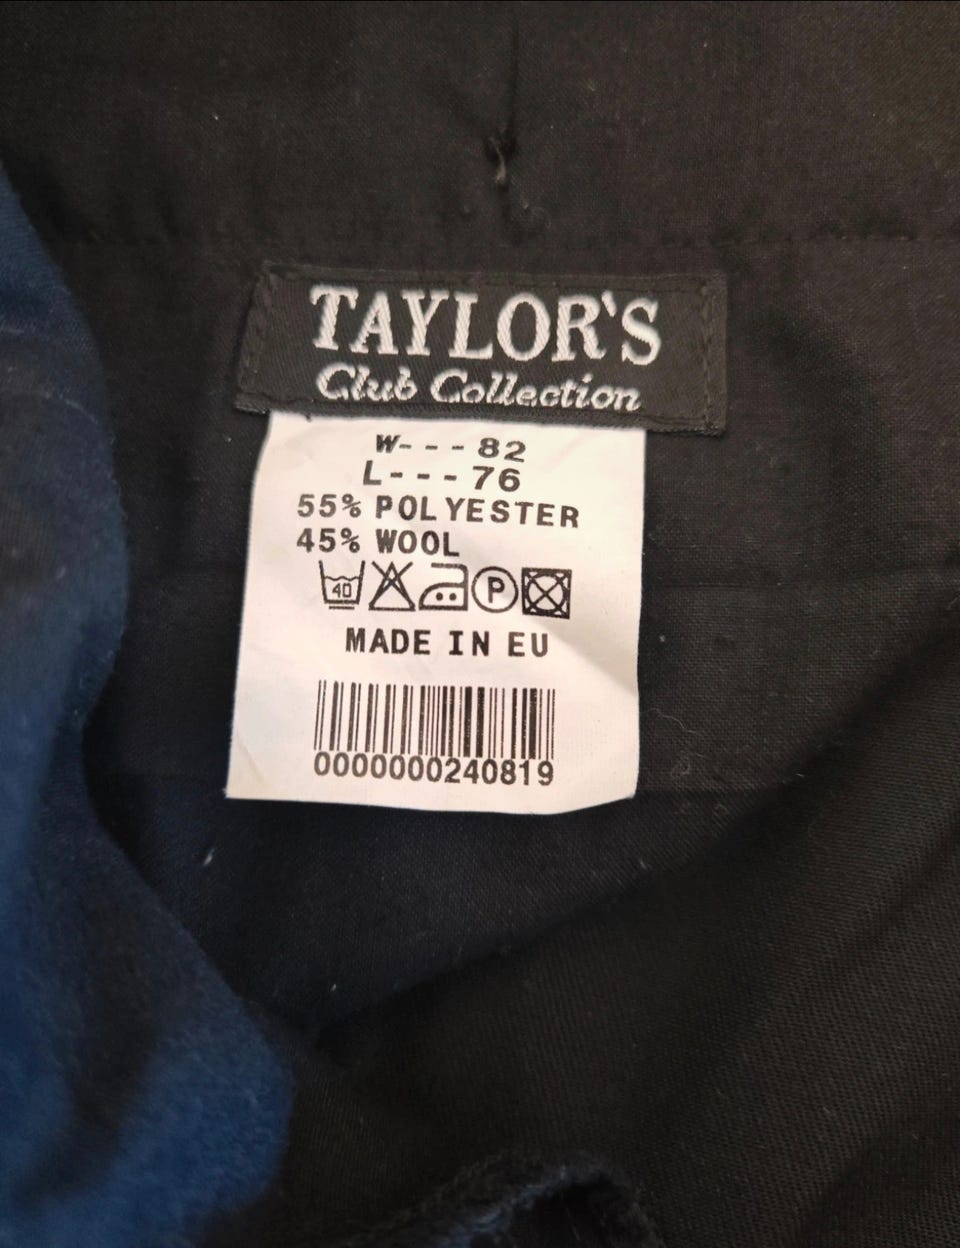 TAYLOR'S
Club Collection
W---82
L---76
55% POLYESTER
45% WOOL
40 P
MADE IN EU
0000000240819